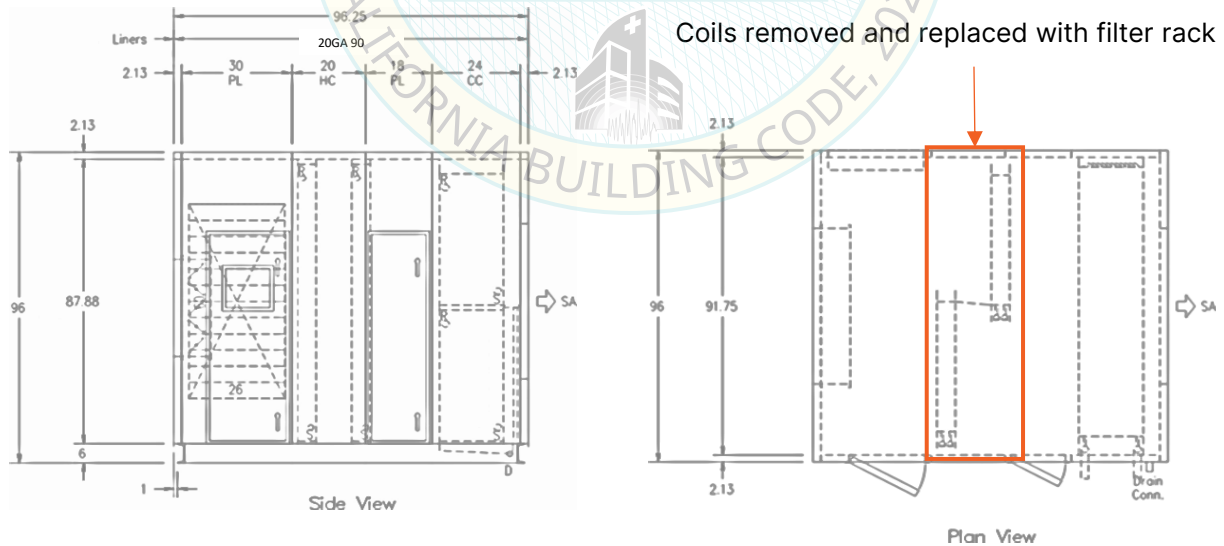 96.25
Coils removed and replaced with filter rack
Liners
20GA 90
2.13
30
PL
20
HC
18
PL
24
CC
2.13
2.13
96
87.88
26
6
1
D
SA
Side View
2.13
96
91.75
2.13
SA
Drain
Conn.
Plan View
CALIFORNIA BUILDING CODE, 202